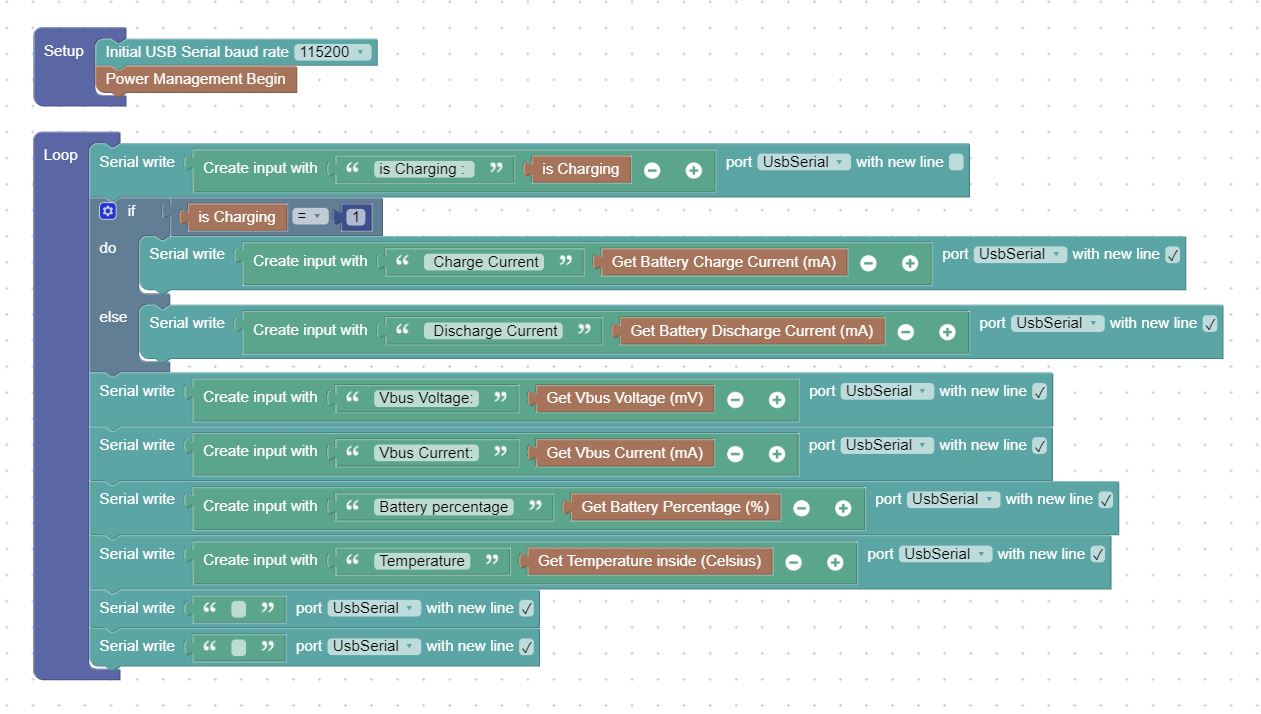 Setup Initial USB Serial baud rate 115200
Power Management Begin
Loop Serial write Create input with “ is Charging : ” is Charging port UsbSerial with new line
if is Charging = 1
do Serial write Create input with “ Charge Current ” Get Battery Charge Current (mA) port UsbSerial with new line
else Serial write Create input with “ Discharge Current ” Get Battery Discharge Current (mA) port UsbSerial with new line
Serial write Create input with “ Vbus Voltage: ” Get Vbus Voltage (mV) port UsbSerial with new line
Serial write Create input with “ Vbus Current: ” Get Vbus Current (mA) port UsbSerial with new line
Serial write Create input with “ Battery percentage ” Get Battery Percentage (%) port UsbSerial with new line
Serial write Create input with “ Temperature ” Get Temperature inside (Celsius) port UsbSerial with new line
Serial write “ ” port UsbSerial with new line
Serial write “ ” port UsbSerial with new line